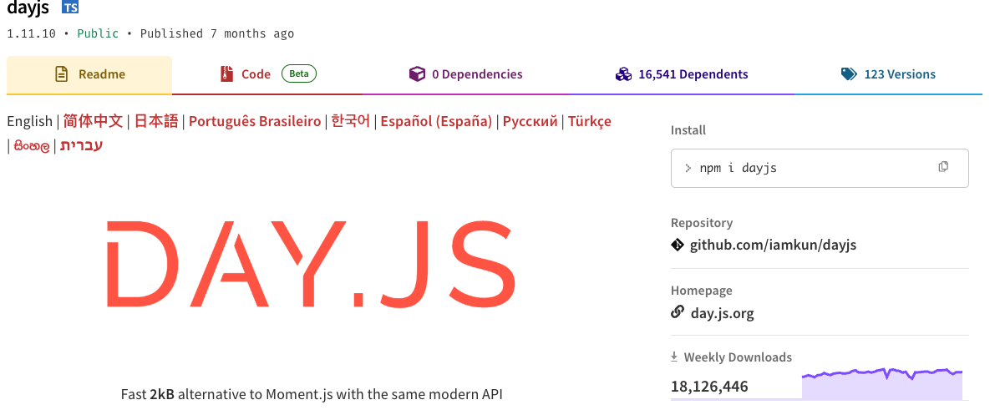 dayjs TS
1.11.10 • Public • Published 7 months ago
Readme
Code Beta
0 Dependencies
16,541 Dependents
123 Versions
English | 简体中文 | 日本語 | Português Brasileiro | 한국어 | Español (España) | Русский | Türkçe
| සිංහල | עברית
DAY.JS
Fast 2kB alternative to Moment.js with the same modern API
Install
> npm i dayjs
Repository
github.com/iamkun/dayjs
Homepage
day.js.org
Weekly Downloads
18,126,446